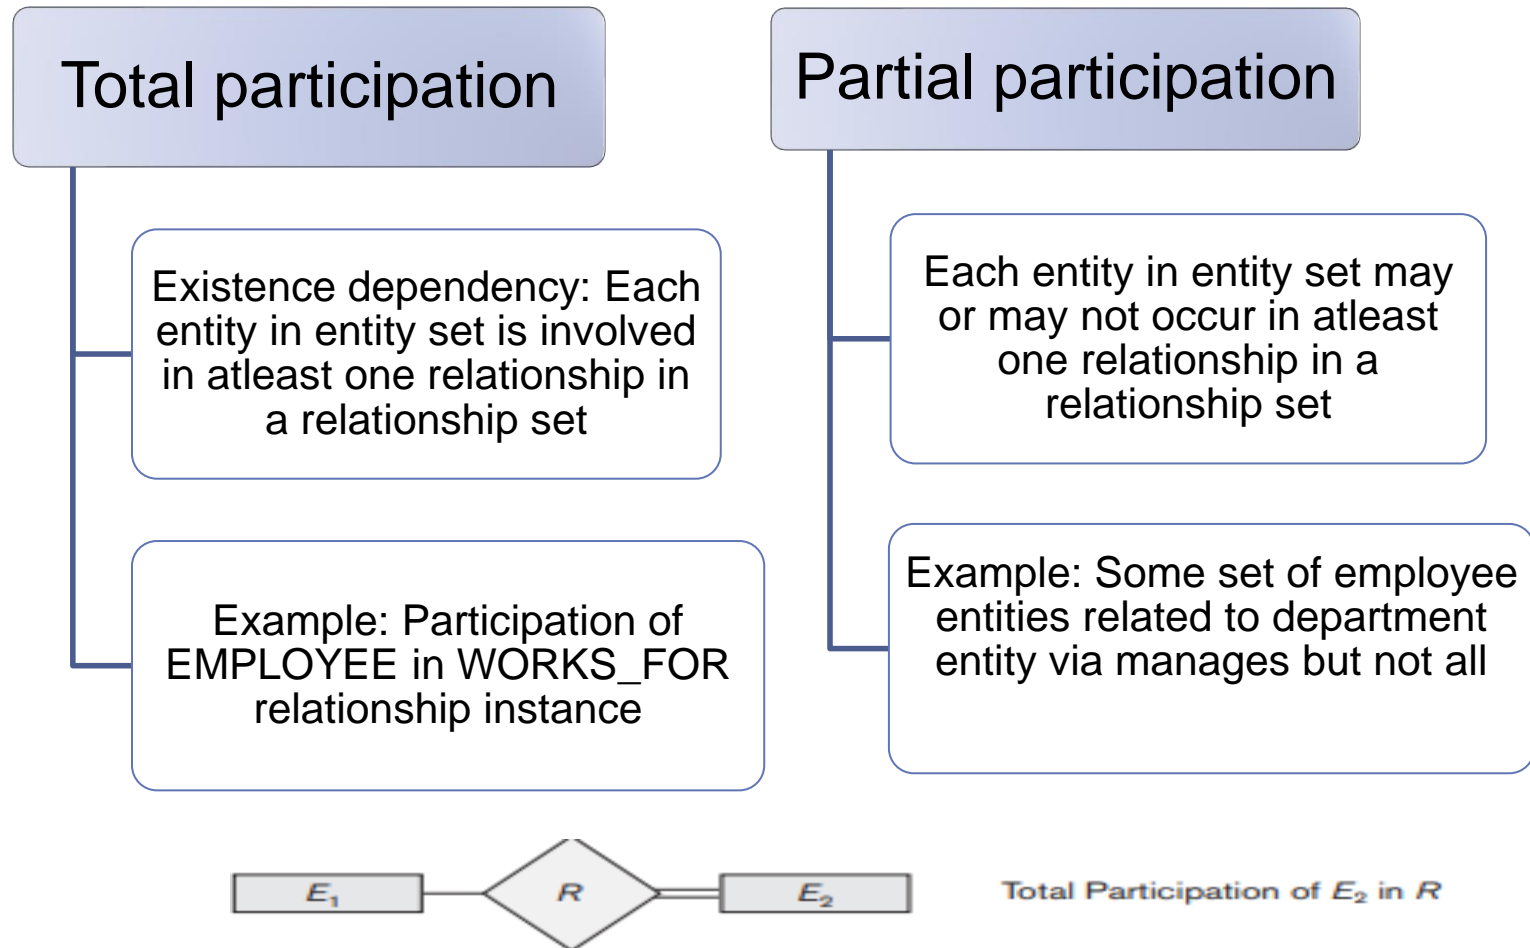 Total participation
Existence dependency: Each
entity in entity set is involved
in atleast one relationship in
a relationship set
Example: Participation of
EMPLOYEE in WORKS_FOR
relationship instance
Partial participation
Each entity in entity set may
or may not occur in atleast
one relationship in a
relationship set
Example: Some set of employee
entities related to department
entity via manages but not all
E₁
R
E₂
Total Participation of E₂ in R